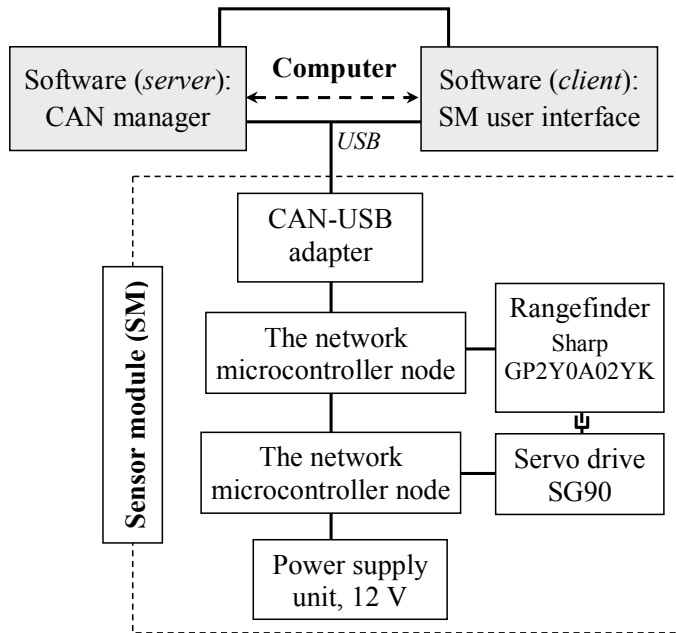 Software (server):
CAN manager
Computer
Software (client):
SM user interface
USB
Sensor module (SM)
CAN-USB
adapter
The network
microcontroller node
Rangefinder
Sharp
GP2Y0A02YK
The network
microcontroller node
Servo drive
SG90
Power supply
unit, 12 V